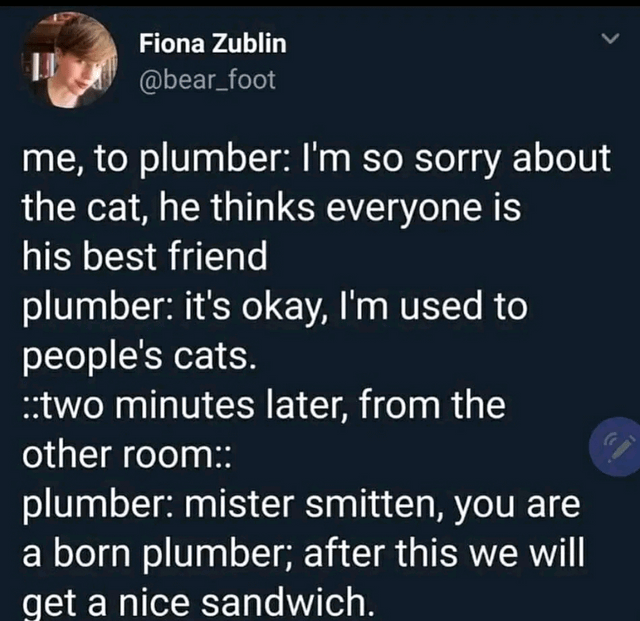 Fiona Zublin
@bear_foot
me, to plumber: I'm so sorry about
the cat, he thinks everyone is
his best friend
plumber: it's okay, I'm used to
people's cats.
::two minutes later, from the
other room::
plumber: mister smitten, you are
a born plumber; after this we will
get a nice sandwich.